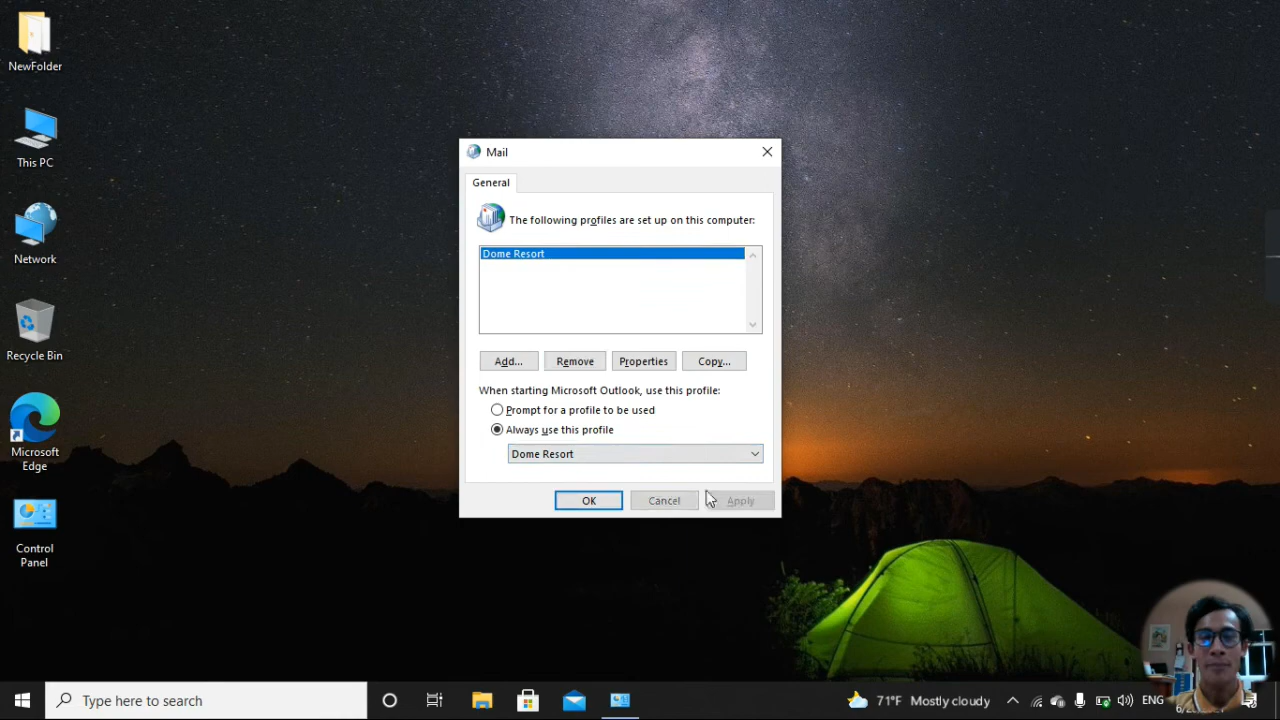 NewFolder
This PC
Network
Recycle Bin
Microsoft
Edge
Control
Panel
Mail
General
The following profiles are set up on this computer:
Dome Resort
Add...
Remove
Properties
Copy...
When starting Microsoft Outlook, use this profile:
Prompt for a profile to be used
Always use this profile
Dome Resort
OK
Cancel
Apply
Type here to search
71°F Mostly cloudy
ENG